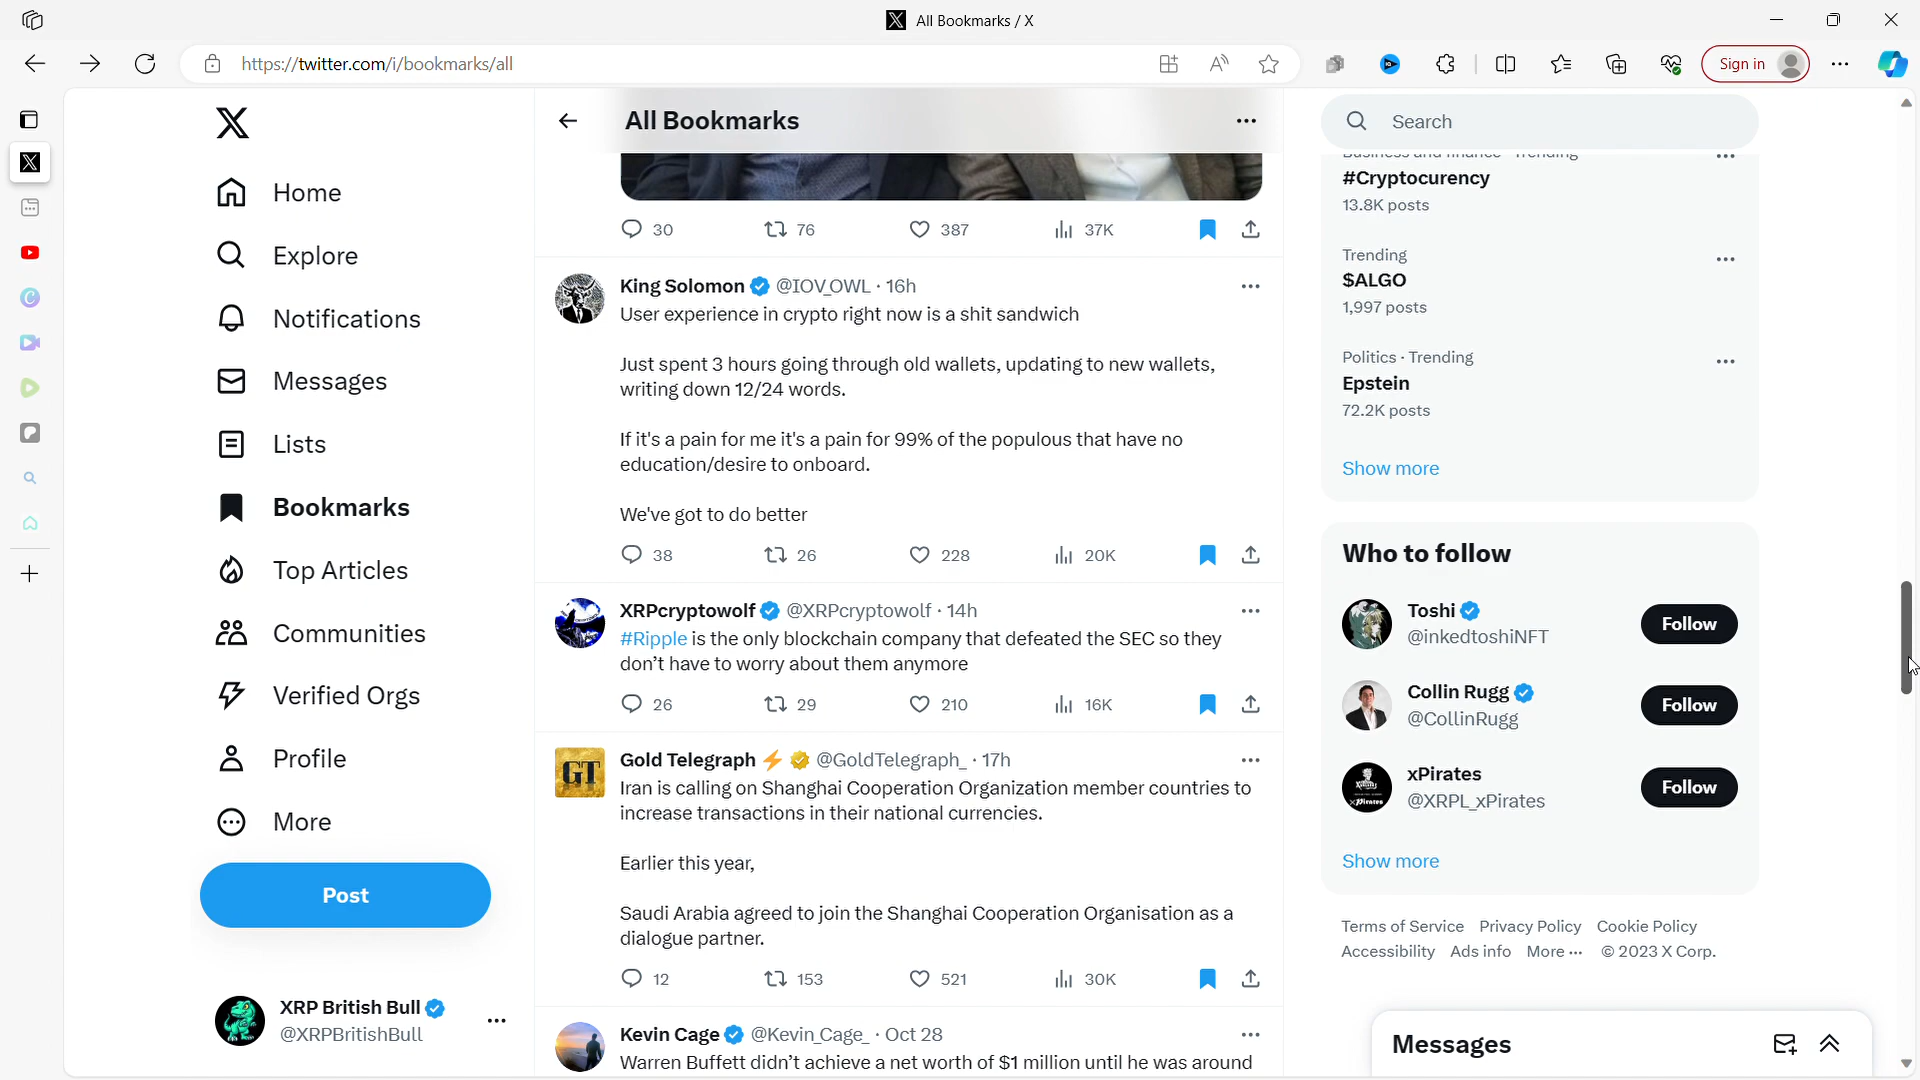 All Bookmarks / X
https://twitter.com/i/bookmarks/all
Sign in
Home
Explore
Notifications
Messages
Lists
Bookmarks
Top Articles
Communities
Verified Orgs
Profile
More
Post
XRP British Bull
@XRPBritishBull
All Bookmarks
30 76 387 37K
King Solomon @IOV_OWL · 16h
User experience in crypto right now is a shit sandwich
Just spent 3 hours going through old wallets, updating to new wallets,
writing down 12/24 words.
If it's a pain for me it's a pain for 99% of the populous that have no
education/desire to onboard.
We've got to do better
38 26 228 20K
XRPcryptowolf @XRPcryptowolf · 14h
#Ripple is the only blockchain company that defeated the SEC so they
don’t have to worry about them anymore
26 29 210 16K
GT
Gold Telegraph ⚡ @GoldTelegraph_ · 17h
Iran is calling on Shanghai Cooperation Organization member countries to
increase transactions in their national currencies.
Earlier this year,
Saudi Arabia agreed to join the Shanghai Cooperation Organisation as a
dialogue partner.
12 153 521 30K
Kevin Cage @Kevin_Cage_ · Oct 28
Warren Buffett didn’t achieve a net worth of $1 million until he was around
Search
Business and finance · Trending
#Cryptocurency
13.8K posts
Trending
$ALGO
1,997 posts
Politics · Trending
Epstein
72.2K posts
Show more
Who to follow
Toshi
@inkedtoshiNFT
Follow
Collin Rugg
@CollinRugg
Follow
xPirates
@XRPL_xPirates
Follow
Show more
Terms of Service Privacy Policy Cookie Policy
Accessibility Ads info More ··· © 2023 X Corp.
Messages